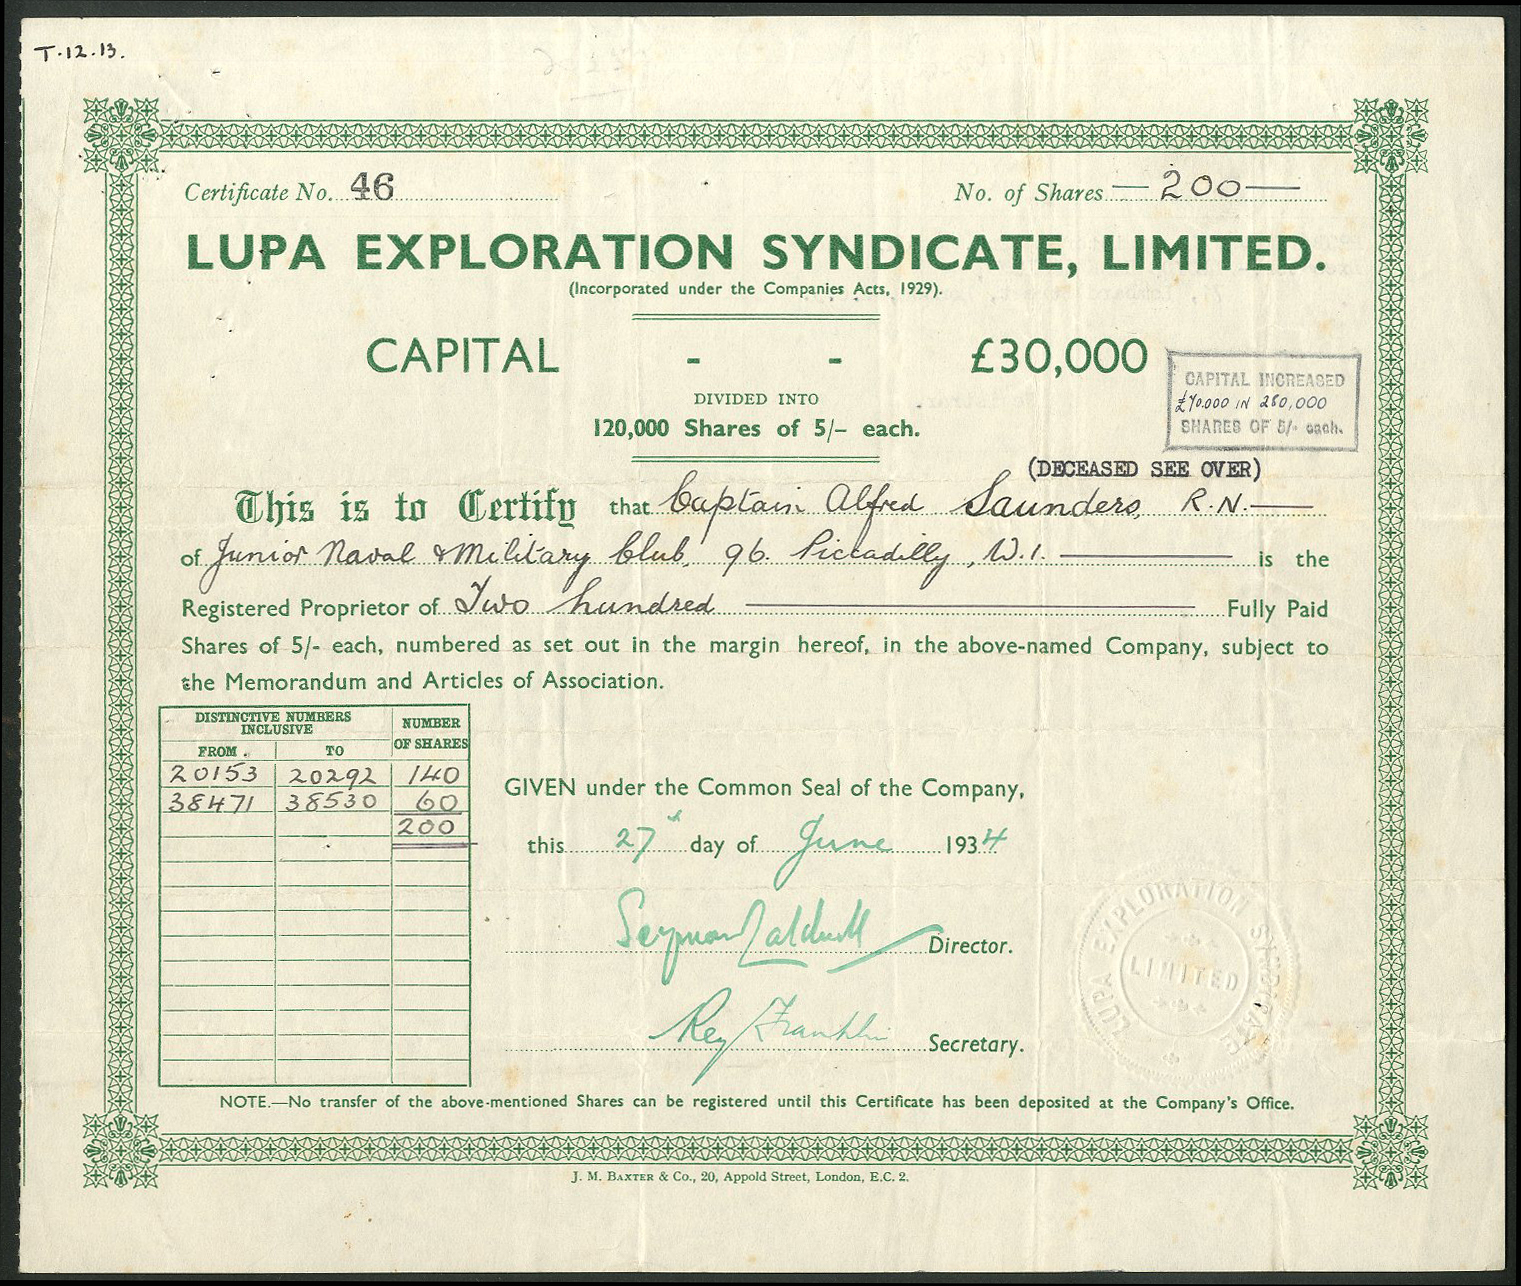 T.12.13.
Certificate No. 46
No. of Shares — 200 —
LUPA EXPLORATION SYNDICATE, LIMITED.
(Incorporated under the Companies Acts, 1929).
CAPITAL - - £30,000
CAPITAL INCREASED
£70.000 IN 280,000
SHARES OF 5/- each.
DIVIDED INTO
120,000 Shares of 5/- each.
(DECEASED SEE OVER)
This is to Certify that Captain Alfred Saunders, R.N.
of Junior Naval & Military Club, 96. Piccadilly, W.1. is the
Registered Proprietor of Two hundred Fully Paid
Shares of 5/- each, numbered as set out in the margin hereof, in the above-named Company, subject to
the Memorandum and Articles of Association.
DISTINCTIVE NUMBERS
INCLUSIVE
NUMBER
OF SHARES
FROM TO
20153 20292 140
38471 38530 60
200
GIVEN under the Common Seal of the Company,
this 27th day of June 1934
Seymour Caldwell Director.
Reg Franklin Secretary.
LUPA EXPLORATION SYNDICATE
LIMITED
NOTE.—No transfer of the above-mentioned Shares can be registered until this Certificate has been deposited at the Company's Office.
J. M. BAXTER & Co., 20, Appold Street, London, E.C. 2.